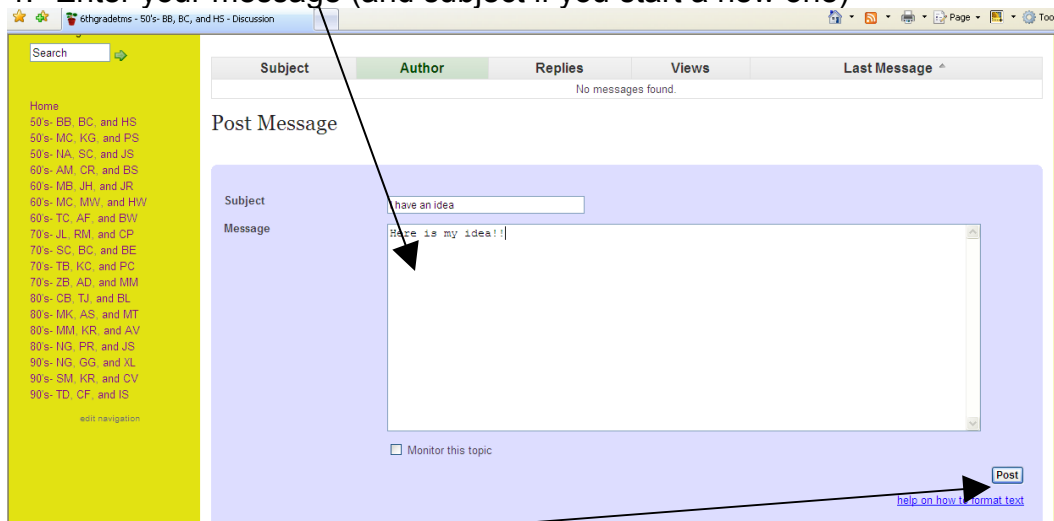 4. Enter your message (and subject if you start a new one)
6thgradetms - 50's- BB, BC, and HS - Discussion
Page
Too
Search
Subject Author Replies Views Last Message
No messages found.
Home
50's- BB, BC, and HS
50's- MC, KG, and PS
50's- NA, SC, and JS
60's- AM, CR, and BS
60's- MB, JH, and JR
60's- MC, MW, and HW
60's- TC, AF, and BW
70's- JL, RM, and CP
70's- SC, BC, and BE
70's- TB, KC, and PC
70's- ZB, AD, and MM
80's- CB, TJ, and BL
80's- MK, AS, and MT
80's- MM, KR, and AV
80's- NG, PR, and JS
90's- NG, GG, and XL
90's- SM, KR, and CV
90's- TD, CF, and IS
edit navigation
Post Message
Subject
I have an idea
Message
Here is my idea!!
Monitor this topic
Post
help on how to format text